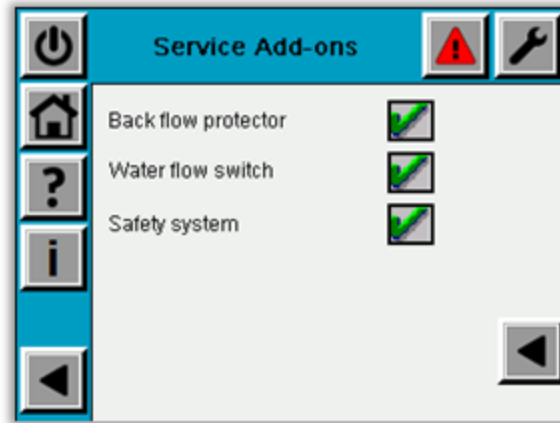 Service Add-ons
Back flow protector
?
Water flow switch
i
Safety system